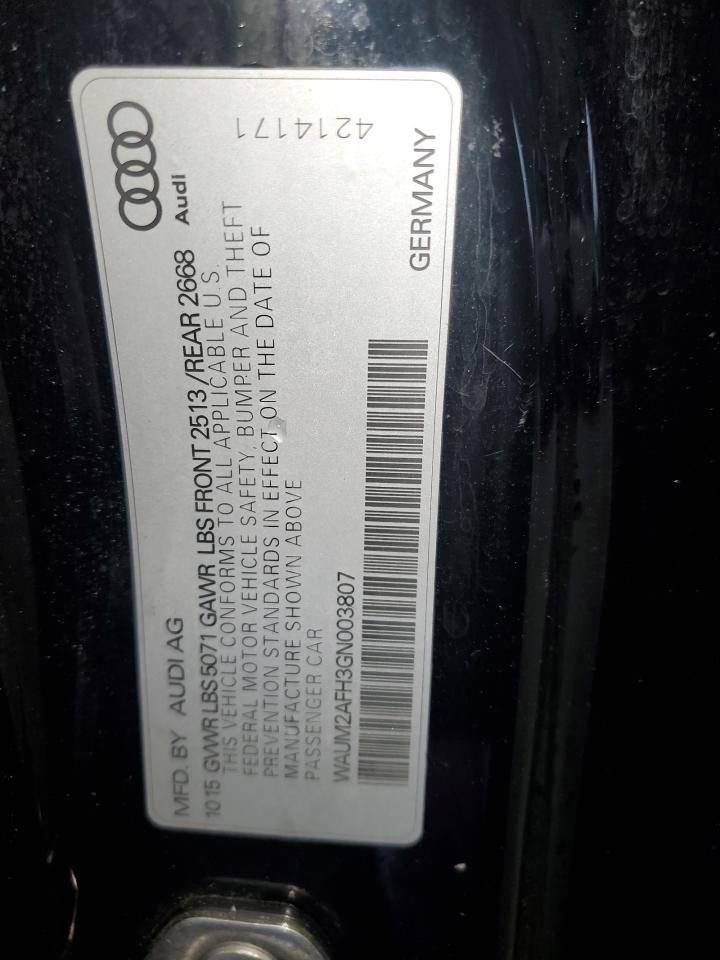 MFD. BY AUDI AG
Audi
10 15 GVWR LBS 5071 GAWR LBS FRONT 2513 / REAR 2668
THIS VEHICLE CONFORMS TO ALL APPLICABLE U.S.
FEDERAL MOTOR VEHICLE SAFETY, BUMPER AND THEFT
PREVENTION STANDARDS IN EFFECT ON THE DATE OF
MANUFACTURE SHOWN ABOVE
PASSENGER CAR
WAUM2AFH3GN003807
4214171
GERMANY